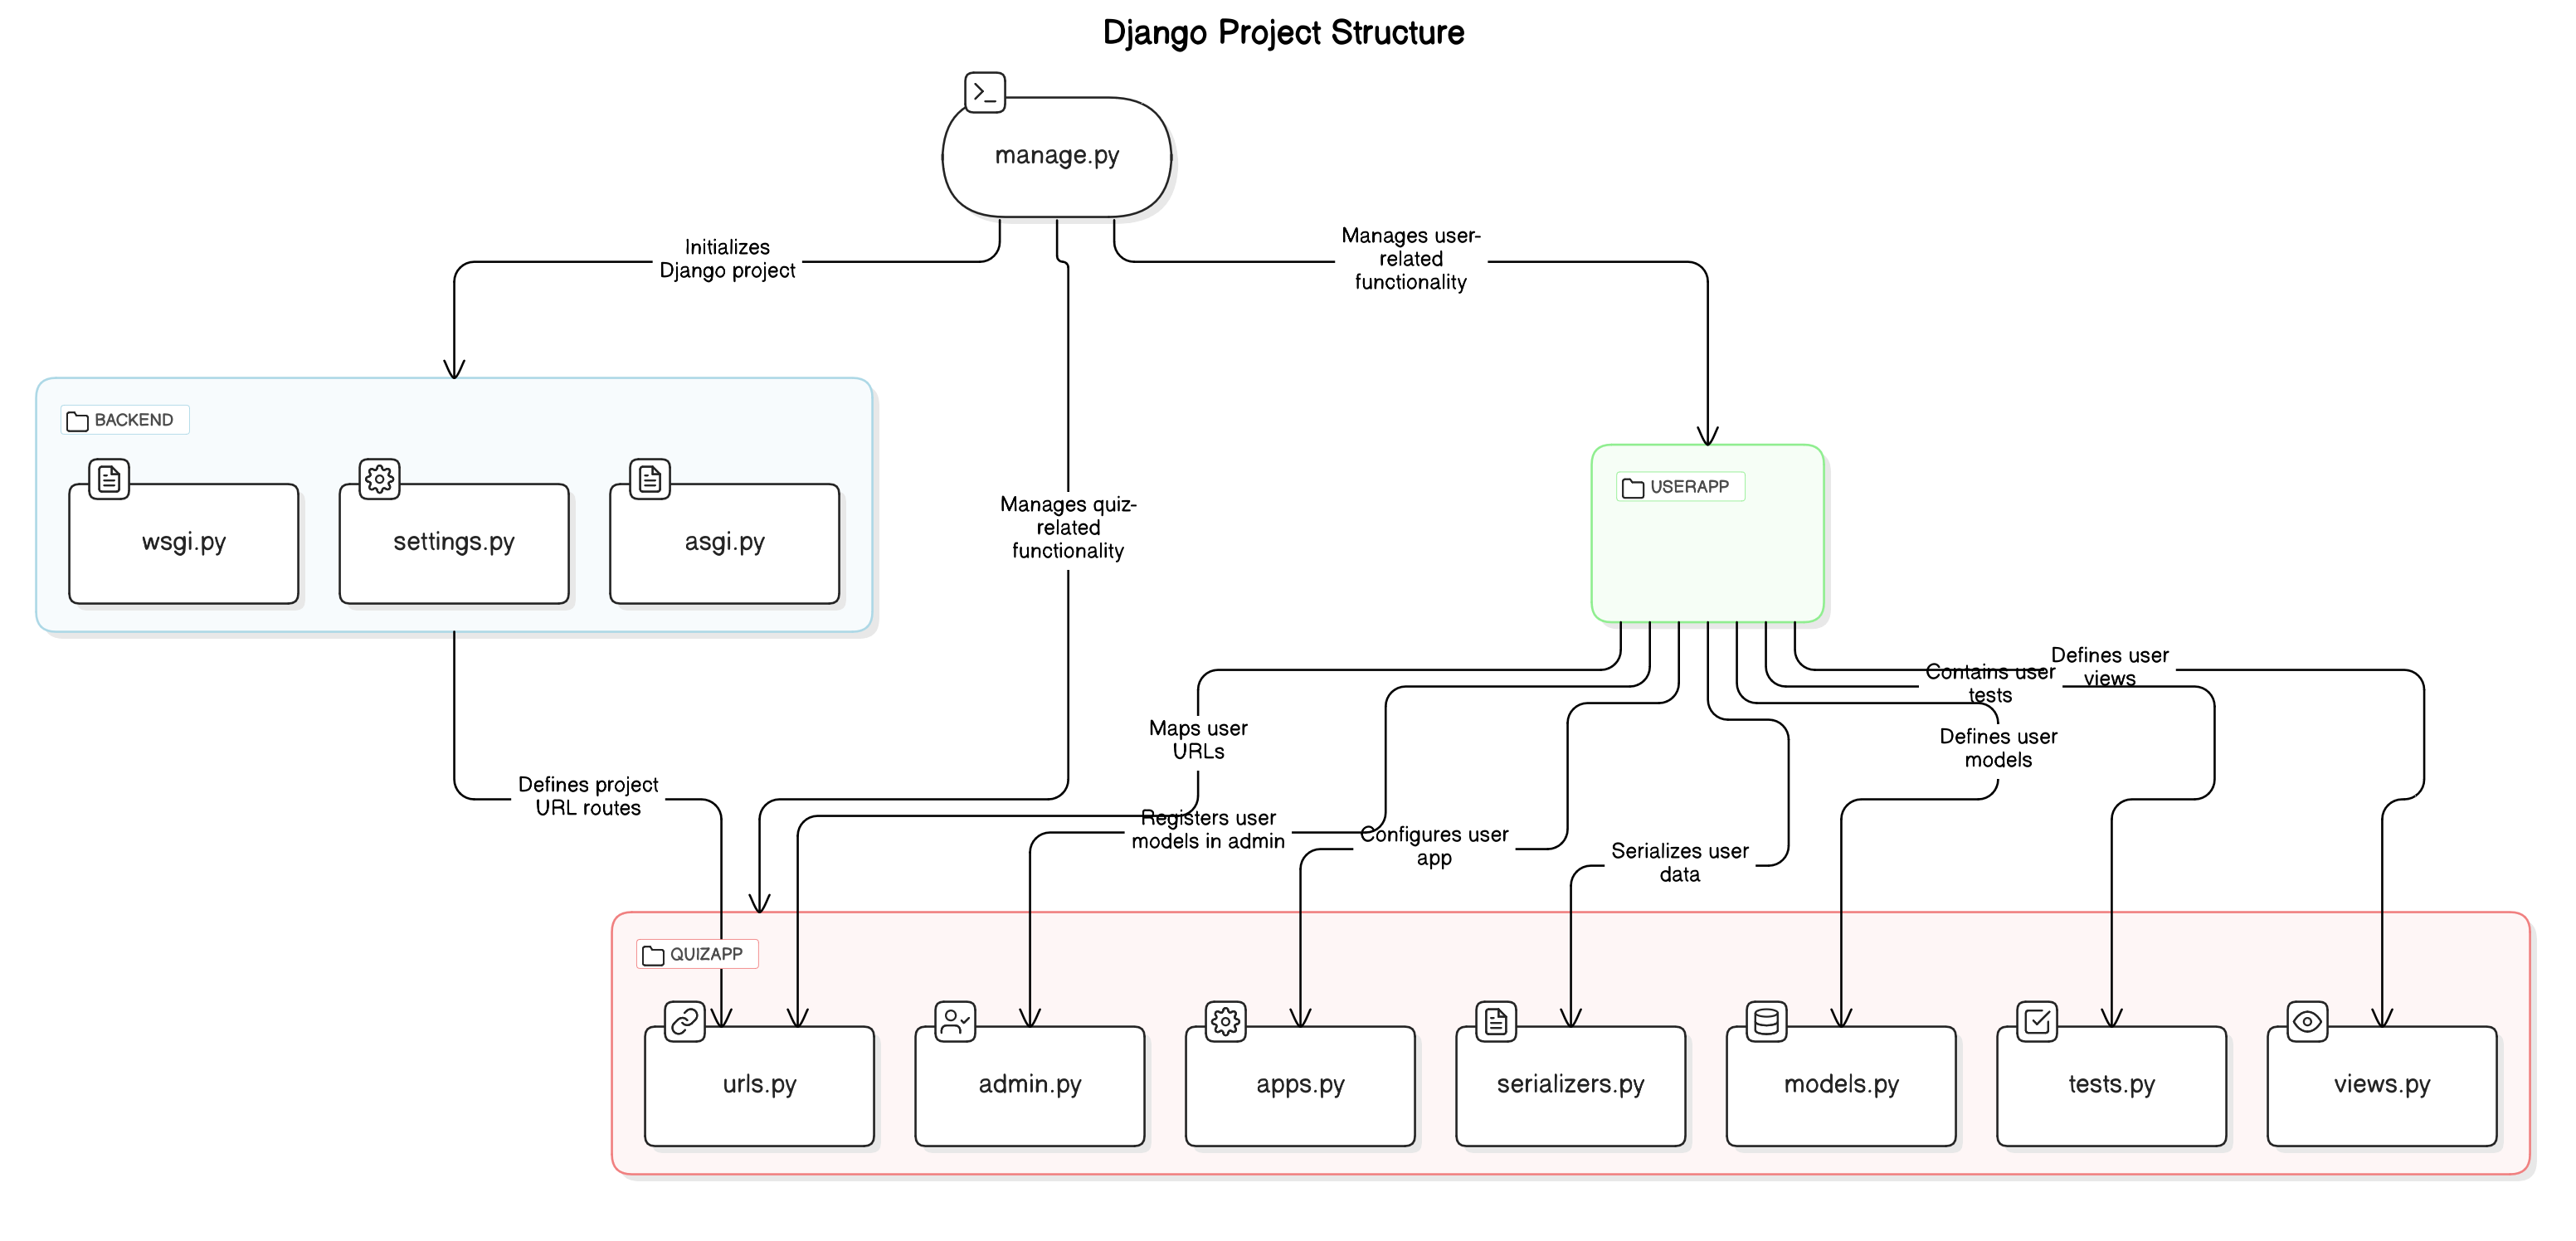 Django Project Structure
manage.py
Initializes
Django project
Manages user-
related
functionality
BACKEND
wsgi.py
settings.py
asgi.py
Manages quiz-
related
functionality
USERAPP
Defines project
URL routes
Maps user
URLs
Registers user
models in admin
Configures user
app
Serializes user
data
Defines user
models
Contains user
tests
Defines user
views
QUIZAPP
urls.py
admin.py
apps.py
serializers.py
models.py
tests.py
views.py